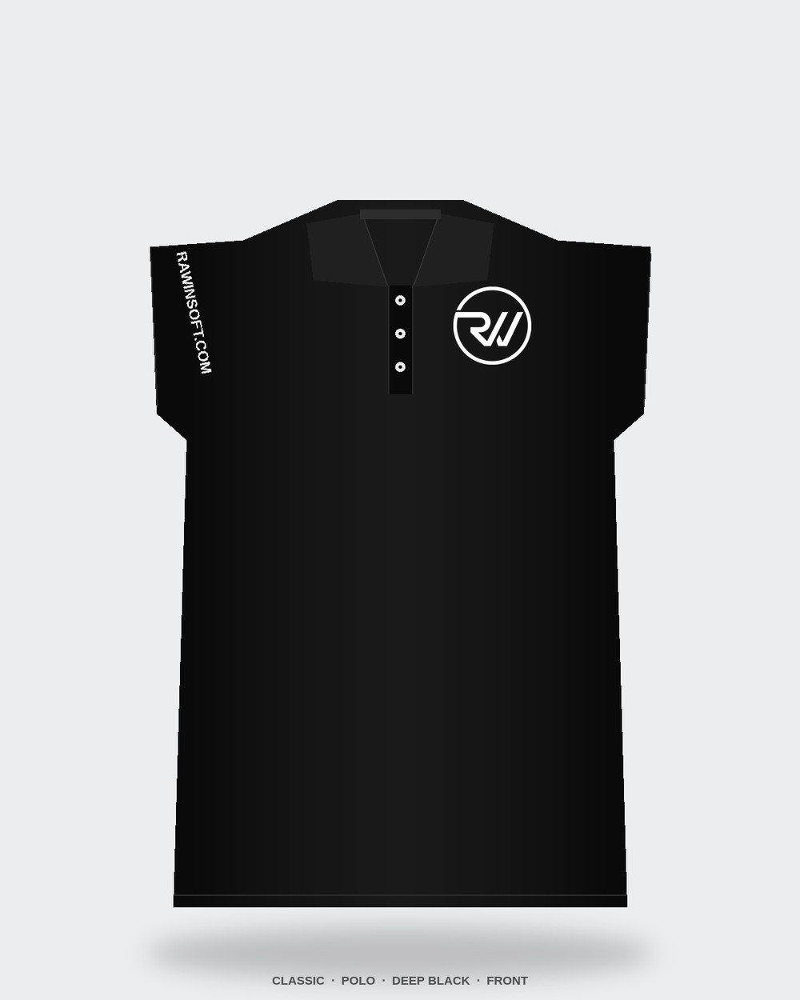 RAWINSOFT.COM
RW
CLASSIC · POLO · DEEP BLACK · FRONT